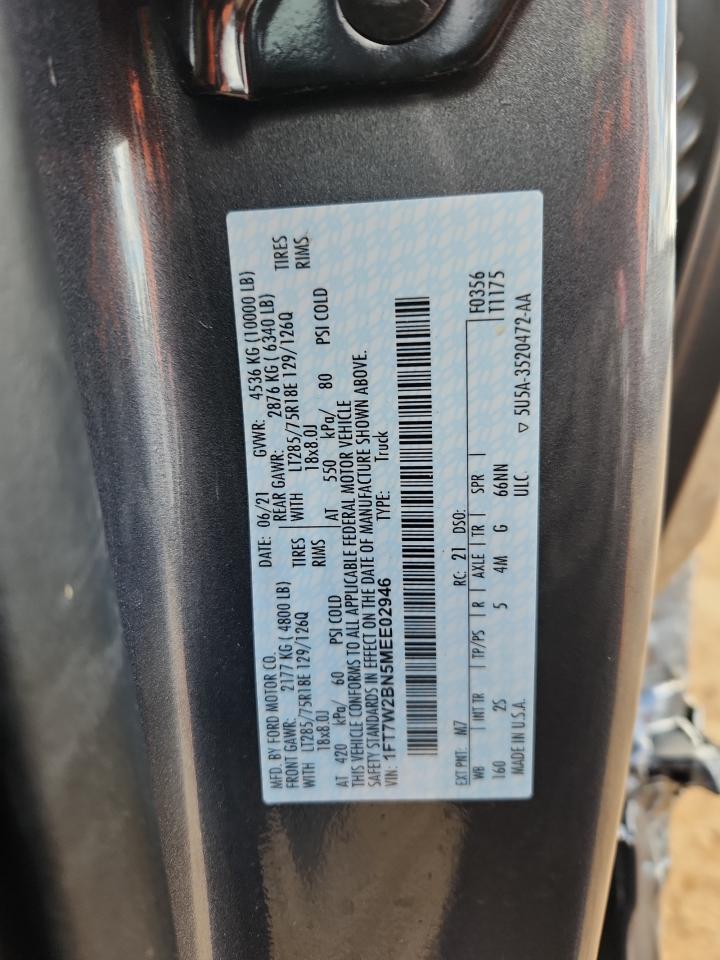 MFD. BY FORD MOTOR CO.
DATE: 06/21 GVWR: 4536 KG (10000 LB)
FRONT GAWR: 2177 KG ( 4800 LB) REAR GAWR: 2876 KG ( 6340 LB)
WITH LT285/75R18E 129/126Q TIRES WITH LT285/75R18E 129/126Q TIRES
18x8.0J RIMS 18x8.0J RIMS
AT 420 kPa/ 60 PSI COLD AT 550 kPa/ 80 PSI COLD
THIS VEHICLE CONFORMS TO ALL APPLICABLE FEDERAL MOTOR VEHICLE
SAFETY STANDARDS IN EFFECT ON THE DATE OF MANUFACTURE SHOWN ABOVE.
VIN: 1FT7W2BN5MEE02946 TYPE: Truck
EXT PNT: M7 RC: 21 DSO: F0356
WB INT TR TP/PS R AXLE TR SPR T1175
160 2S 5 4M G 66NN
MADE IN U.S.A. ULC ▽ 5U5A-3520472-AA